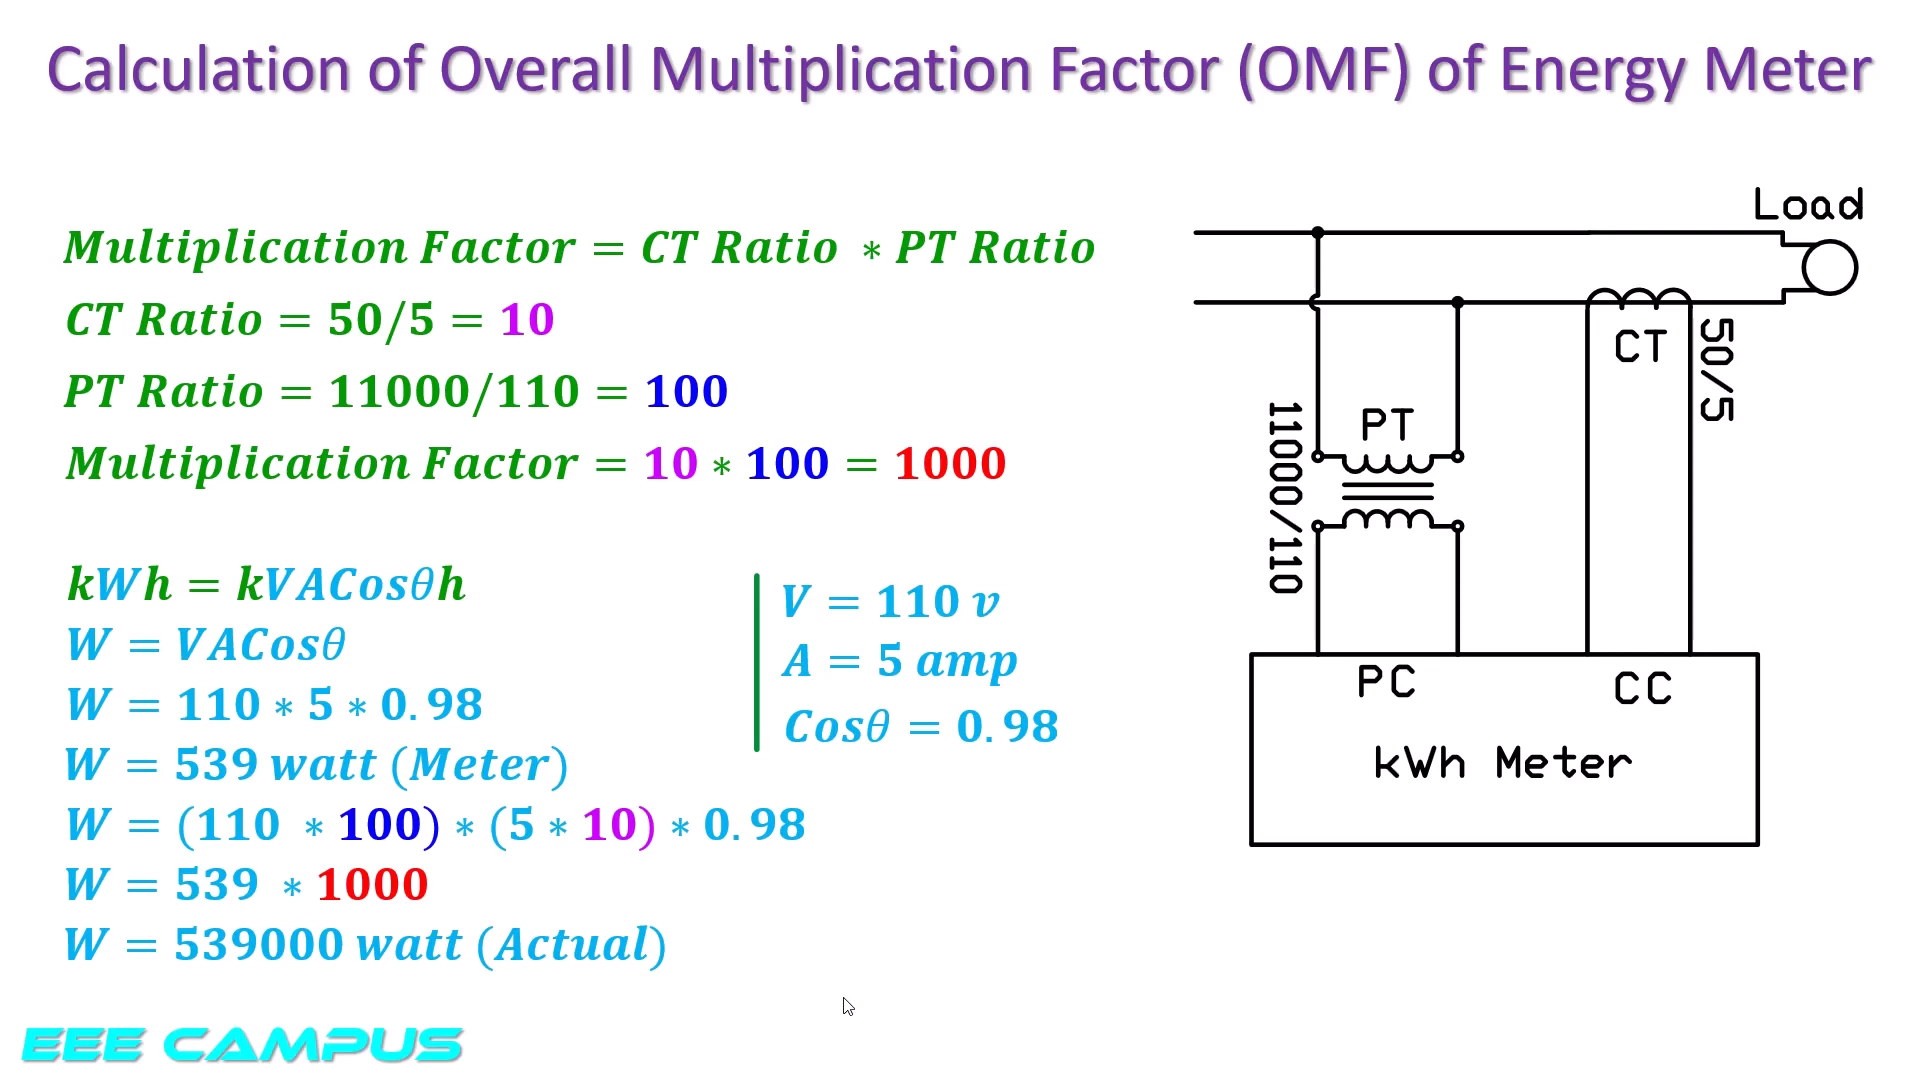 Calculation of Overall Multiplication Factor (OMF) of Energy Meter
Multiplication Factor = CT Ratio * PT Ratio
CT Ratio = 50/5 = 10
PT Ratio = 11000/110 = 100
Multiplication Factor = 10 * 100 = 1000
kWh = kVACosθh
W = VACosθ
W = 110 * 5 * 0.98
W = 539 watt (Meter)
W = (110 * 100) * (5 * 10) * 0.98
W = 539 * 1000
W = 539000 watt (Actual)
V = 110 v
A = 5 amp
Cosθ = 0.98
Load
CT
50/5
PT
11000/110
PC
CC
kWh Meter
EEE CAMPUS